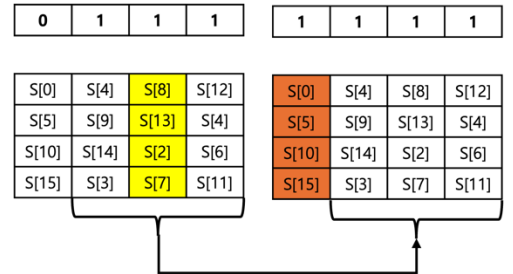 0 1 1 1 1 1 1 1
S[0] S[4] S[8] S[12] S[0] S[4] S[8] S[12]
S[5] S[9] S[13] S[4] S[5] S[9] S[13] S[4]
S[10] S[14] S[2] S[6] S[10] S[14] S[2] S[6]
S[15] S[3] S[7] S[11] S[15] S[3] S[7] S[11]